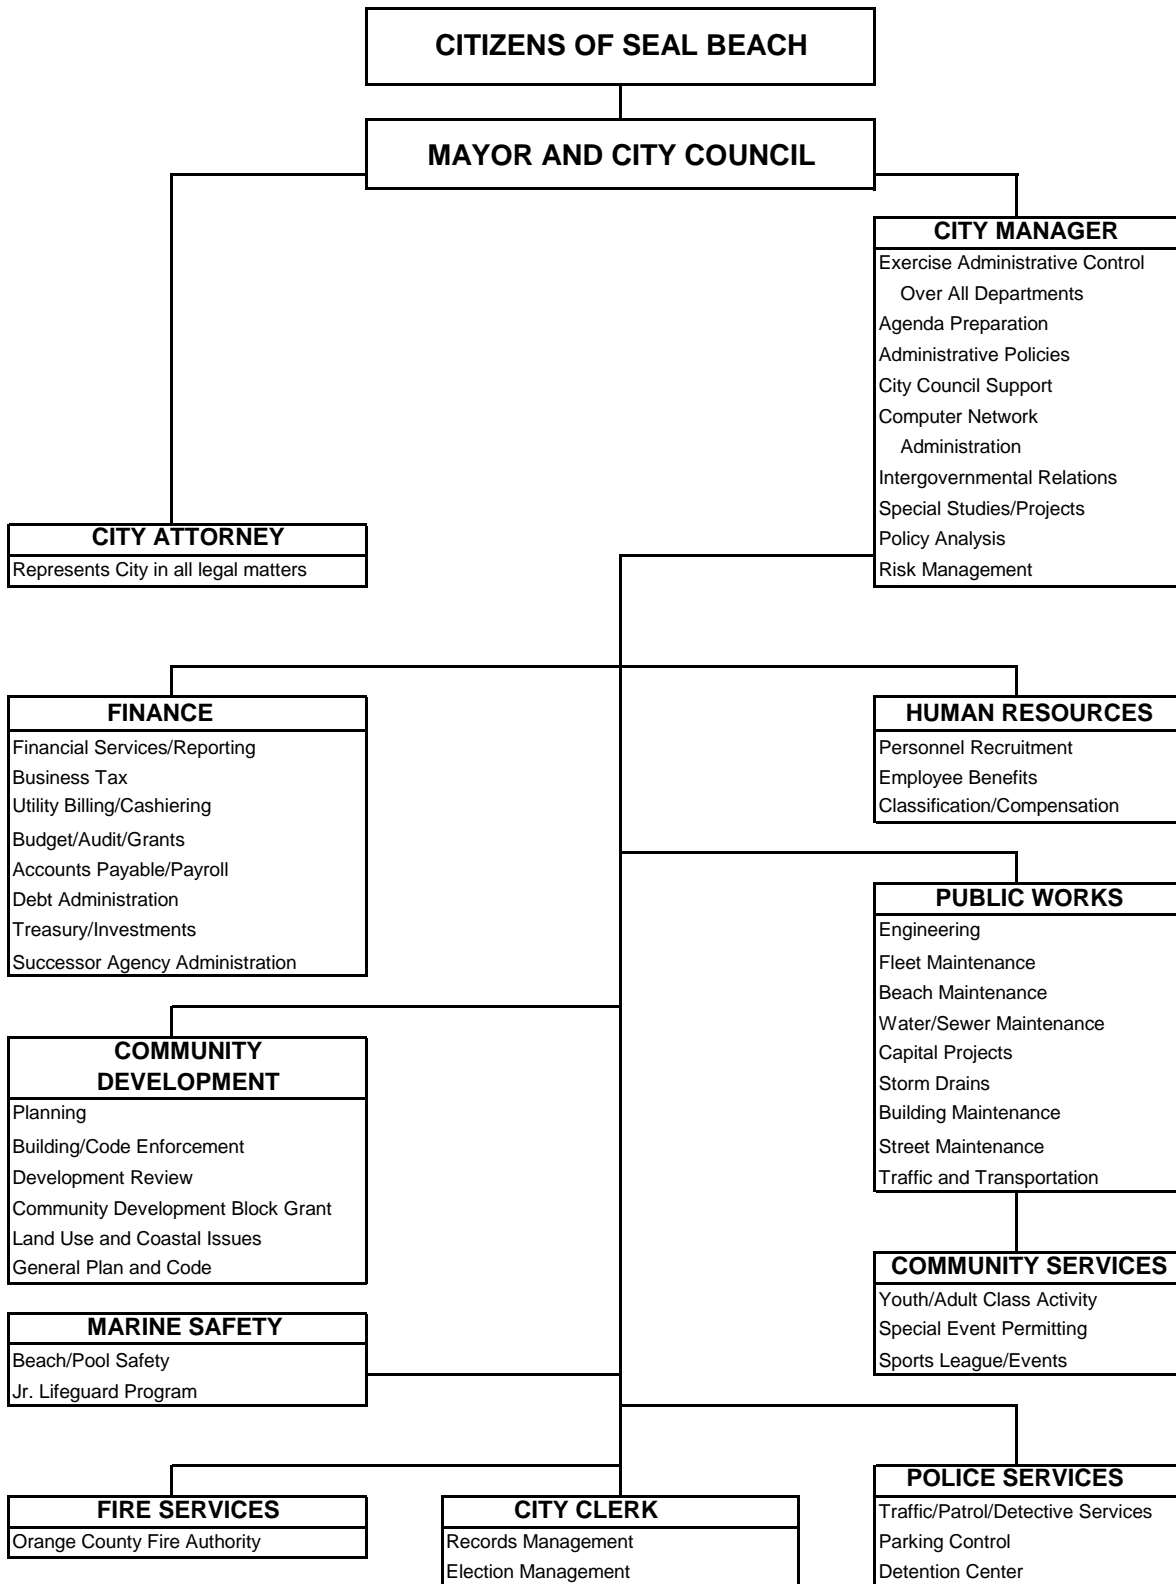 CITIZENS OF SEAL BEACH
MAYOR AND CITY COUNCIL
CITY MANAGER
Exercise Administrative Control
Over All Departments
Agenda Preparation
Administrative Policies
City Council Support
Computer Network
Administration
Intergovernmental Relations
Special Studies/Projects
Policy Analysis
Risk Management
CITY ATTORNEY
Represents City in all legal matters
FINANCE
Financial Services/Reporting
Business Tax
Utility Billing/Cashiering
Budget/Audit/Grants
Accounts Payable/Payroll
Debt Administration
Treasury/Investments
Successor Agency Administration
HUMAN RESOURCES
Personnel Recruitment
Employee Benefits
Classification/Compensation
PUBLIC WORKS
Engineering
Fleet Maintenance
Beach Maintenance
Water/Sewer Maintenance
Capital Projects
Storm Drains
Building Maintenance
Street Maintenance
Traffic and Transportation
COMMUNITY
DEVELOPMENT
Planning
Building/Code Enforcement
Development Review
Community Development Block Grant
Land Use and Coastal Issues
General Plan and Code
COMMUNITY SERVICES
Youth/Adult Class Activity
Special Event Permitting
Sports League/Events
MARINE SAFETY
Beach/Pool Safety
Jr. Lifeguard Program
FIRE SERVICES
Orange County Fire Authority
CITY CLERK
Records Management
Election Management
POLICE SERVICES
Traffic/Patrol/Detective Services
Parking Control
Detention Center